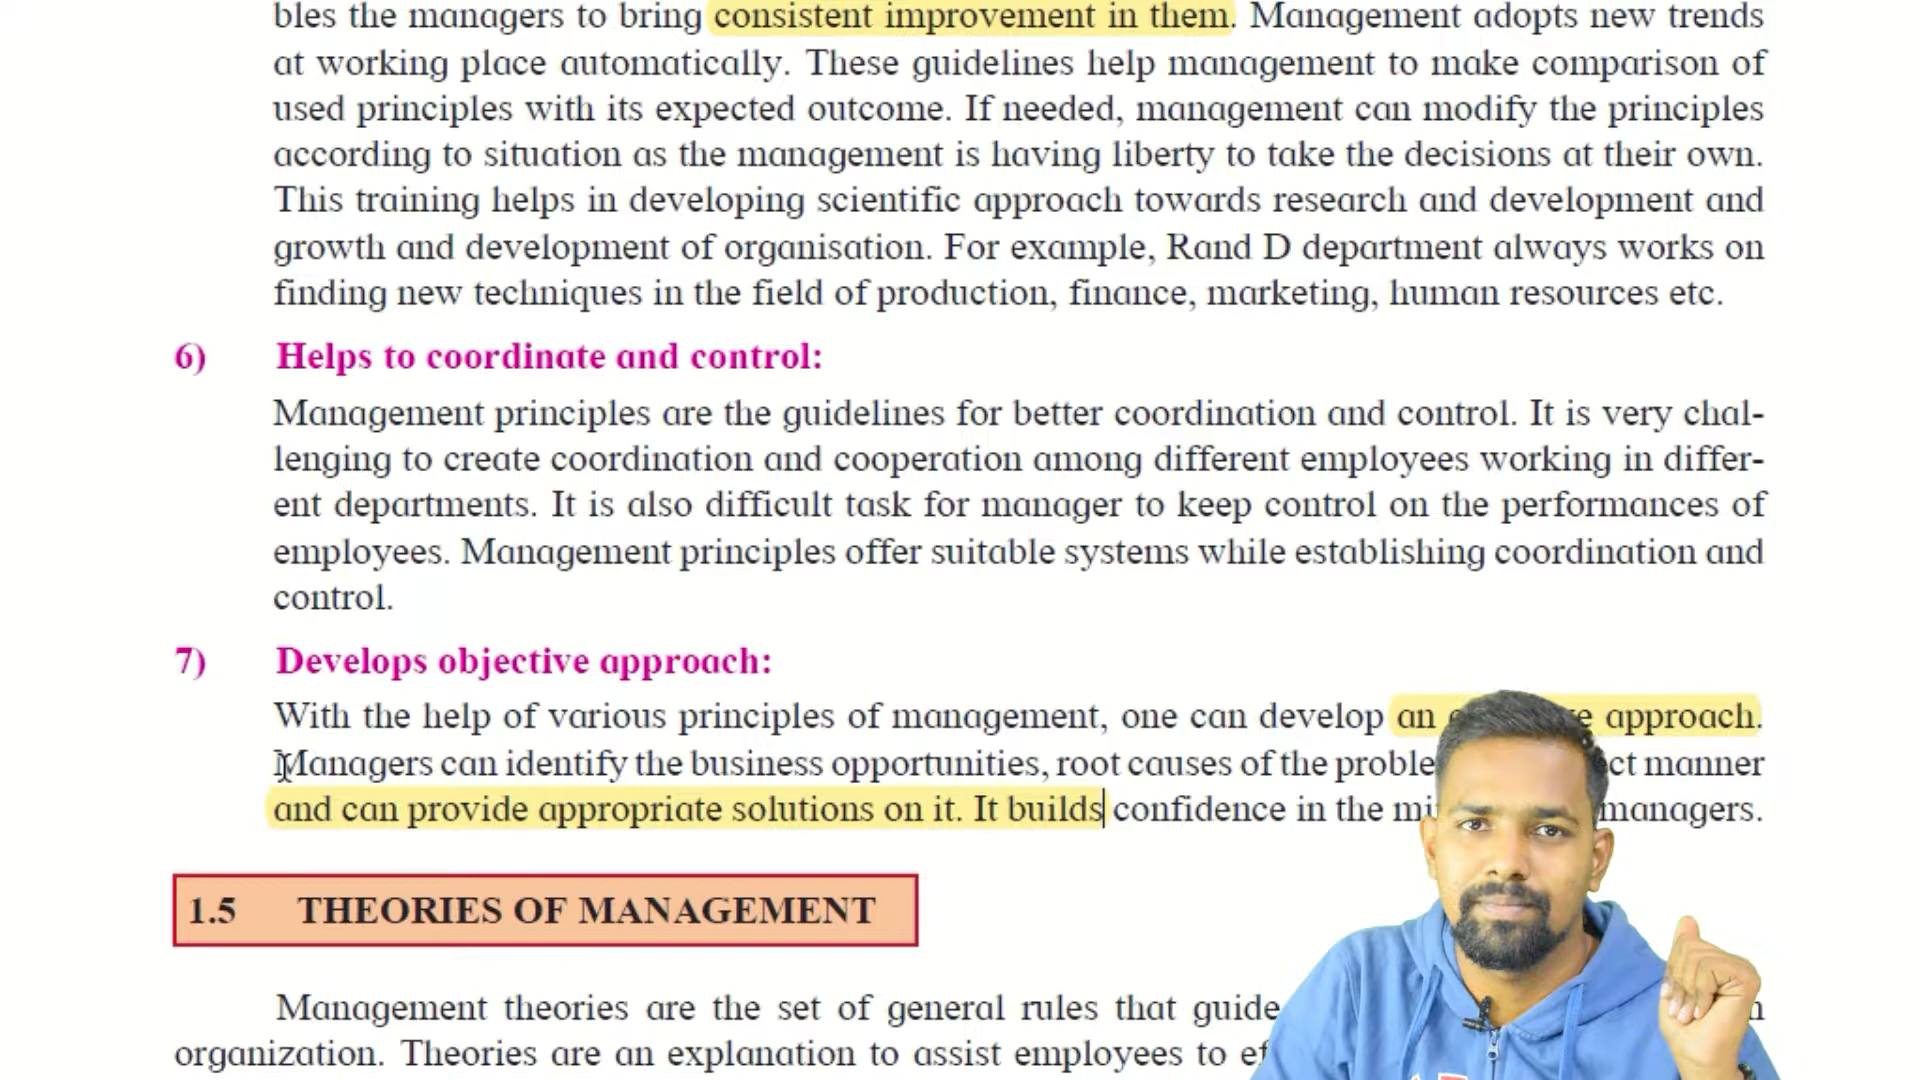 bles the managers to bring consistent improvement in them. Management adopts new trends
at working place automatically. These guidelines help management to make comparison of
used principles with its expected outcome. If needed, management can modify the principles
according to situation as the management is having liberty to take the decisions at their own.
This training helps in developing scientific approach towards research and development and
growth and development of organisation. For example, Rand D department always works on
finding new techniques in the field of production, finance, marketing, human resources etc.
6) Helps to coordinate and control:
Management principles are the guidelines for better coordination and control. It is very chal-
lenging to create coordination and cooperation among different employees working in differ-
ent departments. It is also difficult task for manager to keep control on the performances of
employees. Management principles offer suitable systems while establishing coordination and
control.
7) Develops objective approach:
With the help of various principles of management, one can develop an approach.
Managers can identify the business opportunities, root causes of the manner
and can provide appropriate solutions on it. It builds confidence in the managers.
1.5 THEORIES OF MANAGEMENT
Management theories are the set of general rules that guide
organization. Theories are an explanation to assist employees to